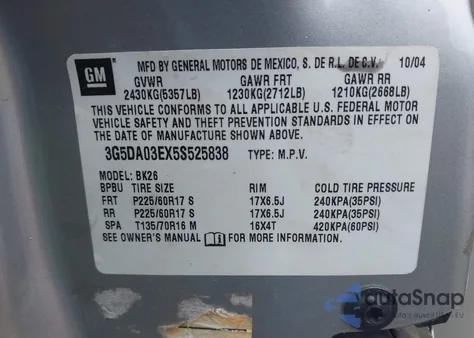 GM
MFD BY GENERAL MOTORS DE MEXICO, S. DE R.L. DE C.V. 10/04
GVWR GAWR FRT GAWR RR
2430KG(5357LB) 1230KG(2712LB) 1210KG(2668LB)
THIS VEHICLE CONFORMS TO ALL APPLICABLE U.S. FEDERAL MOTOR
VEHICLE SAFETY AND THEFT PREVENTION STANDARDS IN EFFECT
ON THE DATE OF MANUFACTURE SHOWN ABOVE.
3G5DA03EX5S525838 TYPE: M.P.V.
MODEL: BK26
BPBU TIRE SIZE RIM COLD TIRE PRESSURE
FRT P225/60R17 S 17X6.5J 240KPA(35PSI)
RR P225/60R17 S 17X6.5J 240KPA(35PSI)
SPA T135/70R16 M 16X4T 420KPA(60PSI)
SEE OWNER'S MANUAL FOR MORE INFORMATION
autoSnap